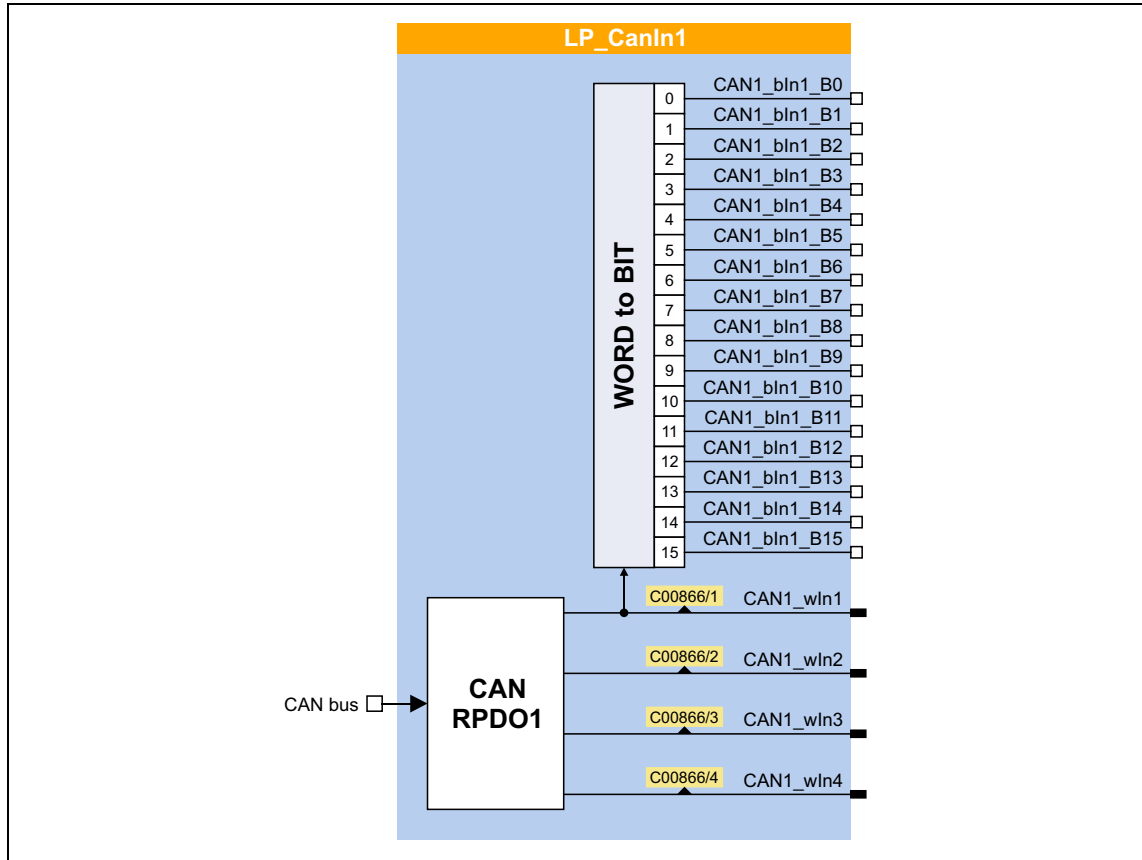 LP_CanIn1
CAN1_bIn1_B0
0
CAN1_bIn1_B1
1
CAN1_bIn1_B2
2
CAN1_bIn1_B3
3
CAN1_bIn1_B4
4
CAN1_bIn1_B5
5
CAN1_bIn1_B6
6
CAN1_bIn1_B7
7
CAN1_bIn1_B8
8
CAN1_bIn1_B9
9
CAN1_bIn1_B10
10
CAN1_bIn1_B11
11
CAN1_bIn1_B12
12
CAN1_bIn1_B13
13
CAN1_bIn1_B14
14
CAN1_bIn1_B15
15
WORD to BIT
C00866/1 CAN1_wIn1
C00866/2 CAN1_wIn2
C00866/3 CAN1_wIn3
C00866/4 CAN1_wIn4
CAN bus
CAN
RPDO1